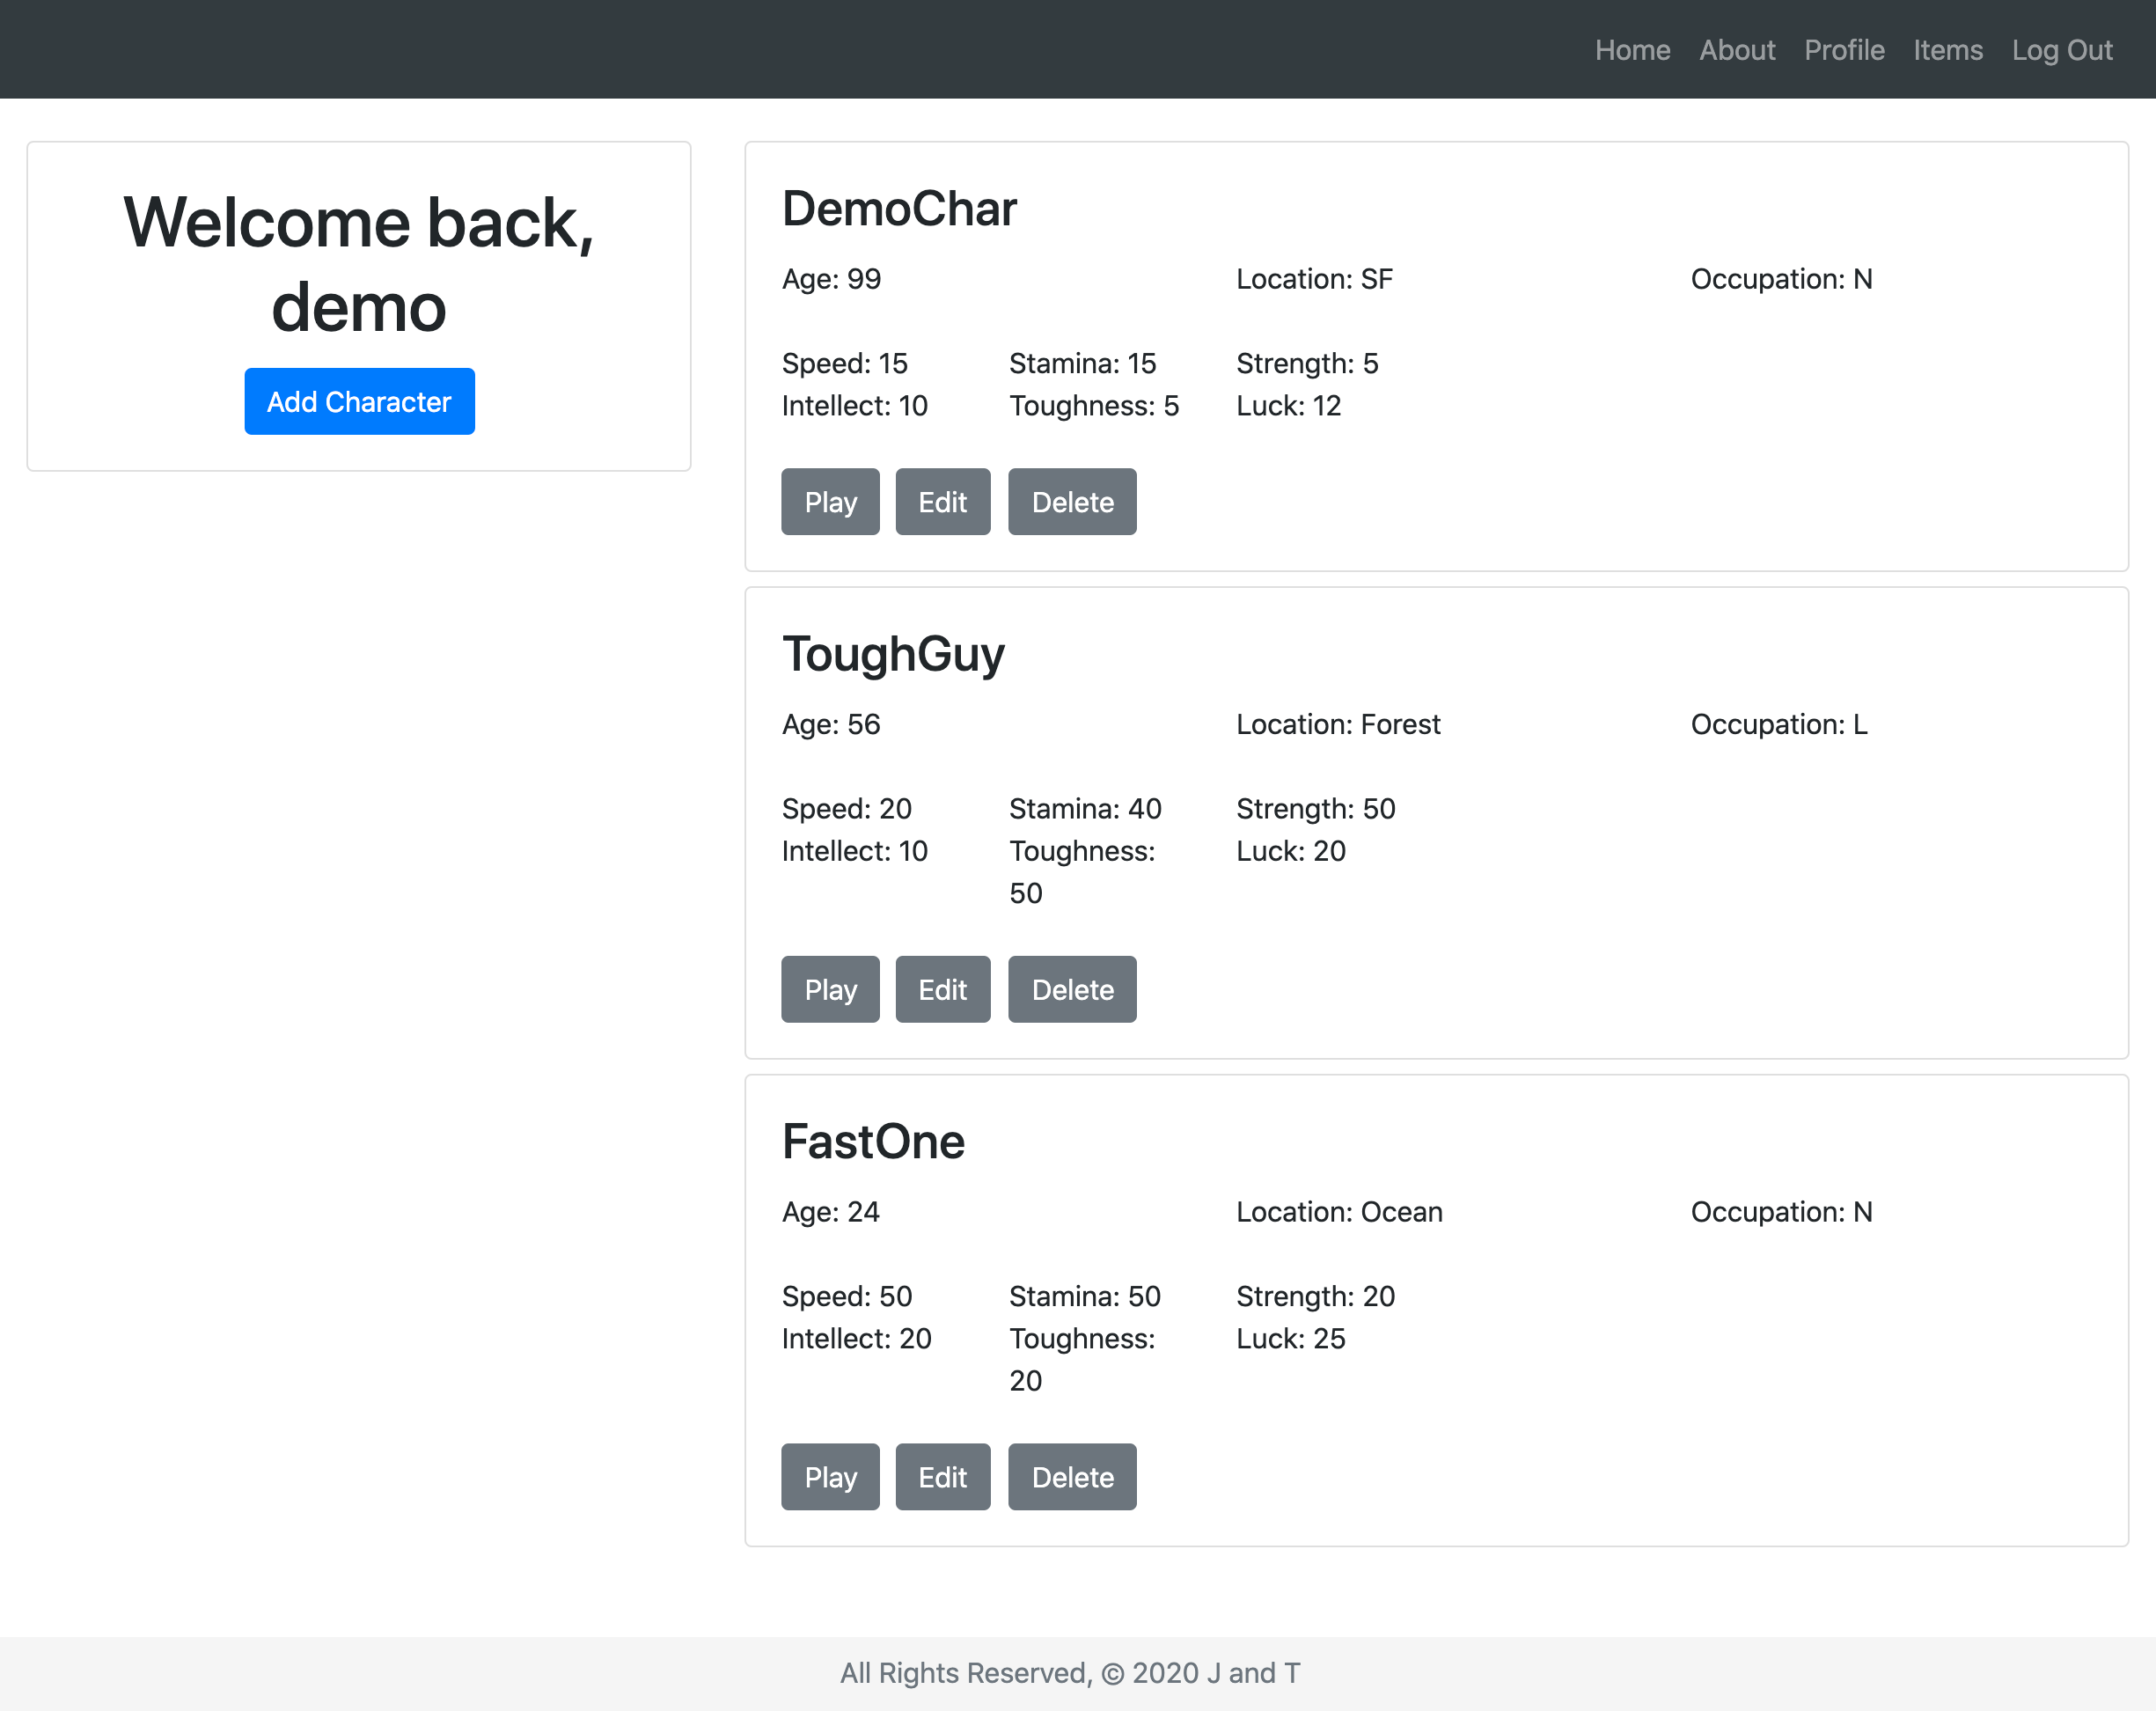 Home About Profile Items Log Out
Welcome back,
demo
Add Character
DemoChar
Age: 99 Location: SF Occupation: N
Speed: 15 Stamina: 15 Strength: 5
Intellect: 10 Toughness: 5 Luck: 12
Play Edit Delete
ToughGuy
Age: 56 Location: Forest Occupation: L
Speed: 20 Stamina: 40 Strength: 50
Intellect: 10 Toughness: Luck: 20
50
Play Edit Delete
FastOne
Age: 24 Location: Ocean Occupation: N
Speed: 50 Stamina: 50 Strength: 20
Intellect: 20 Toughness: Luck: 25
20
Play Edit Delete
All Rights Reserved, © 2020 J and T